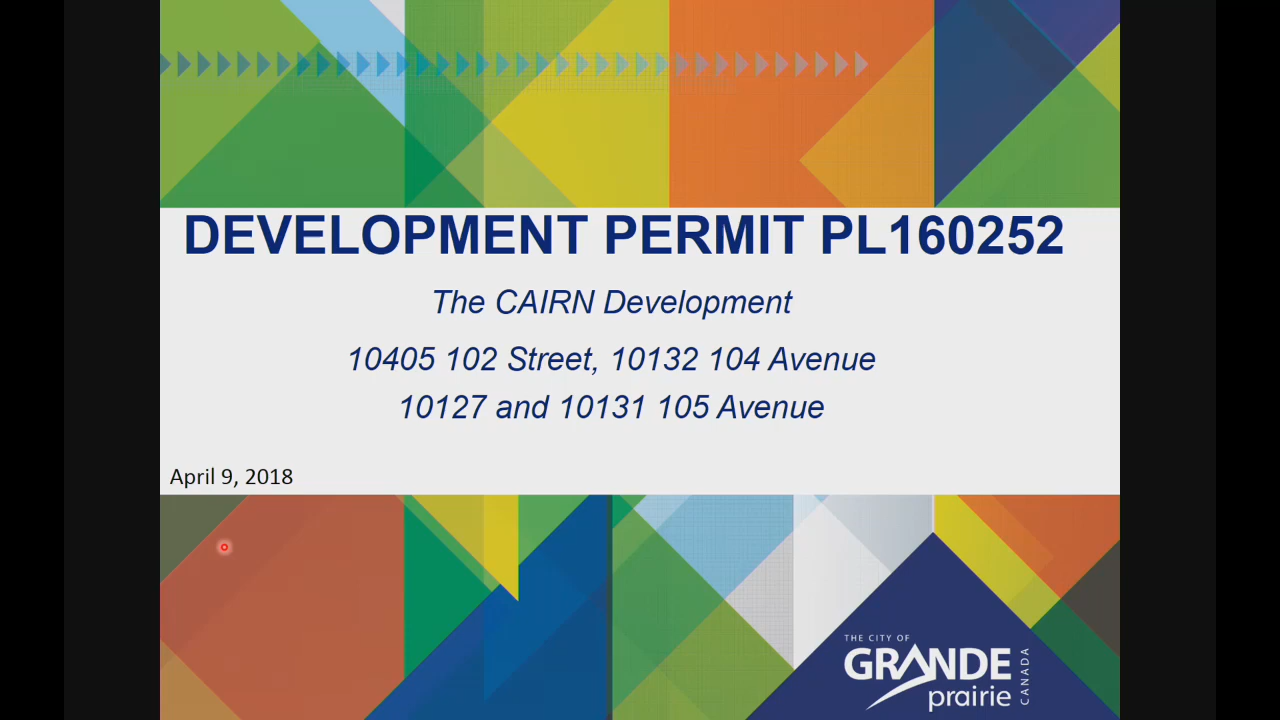 DEVELOPMENT PERMIT PL160252
The CAIRN Development
10405 102 Street, 10132 104 Avenue
10127 and 10131 105 Avenue
April 9, 2018
THE CITY OF
GRANDE
prairie
CANADA